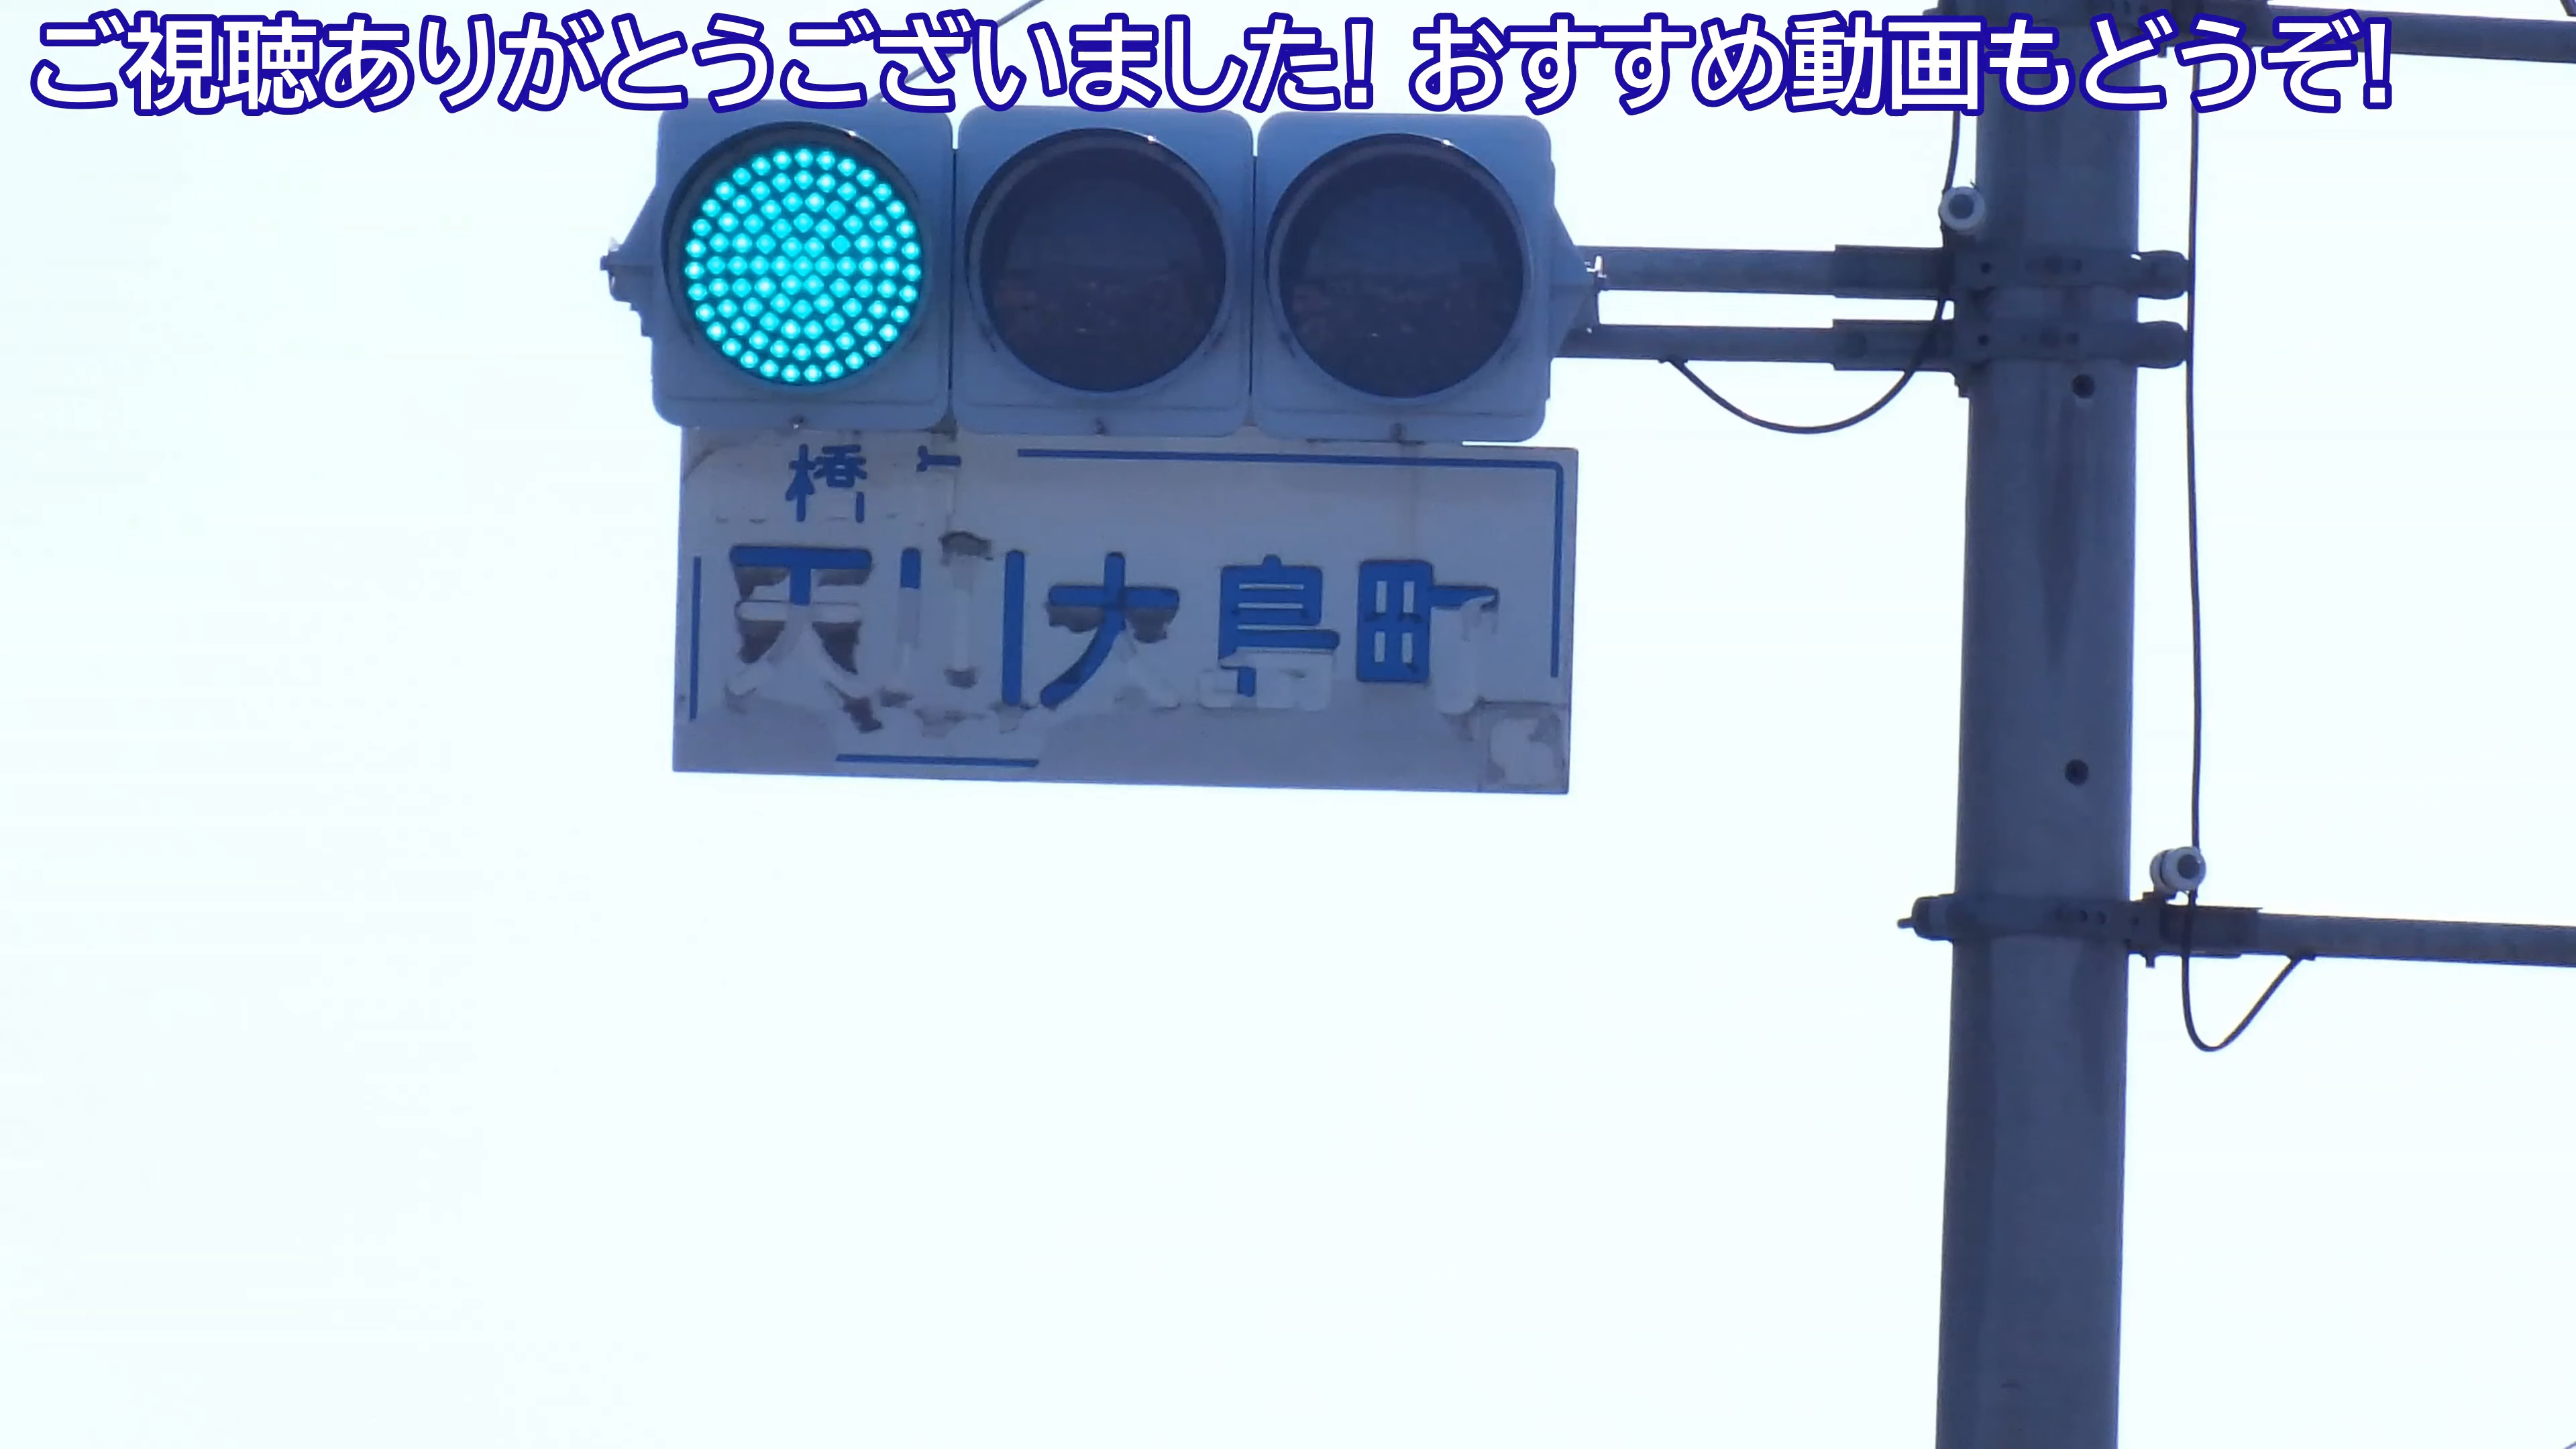 ご視聴ありがとうございました! おすすめ動画もどうぞ!
橋
天川大島町